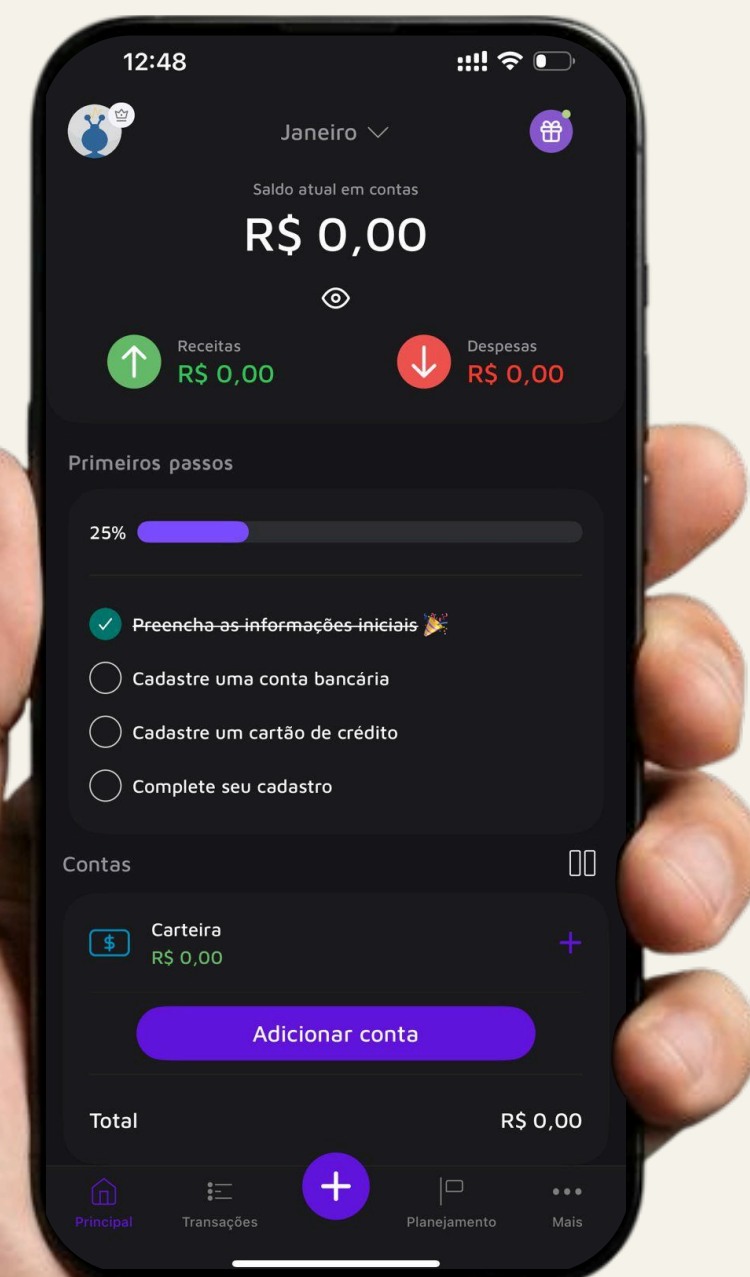 12:48
Janeiro
Saldo atual em contas
R$ 0,00
Receitas
R$ 0,00
Despesas
R$ 0,00
Primeiros passos
25%
Preencha as informações iniciais
Cadastre uma conta bancária
Cadastre um cartão de crédito
Complete seu cadastro
Contas
Carteira
R$ 0,00
Adicionar conta
Total
R$ 0,00
Principal
Transações
Planejamento
Mais